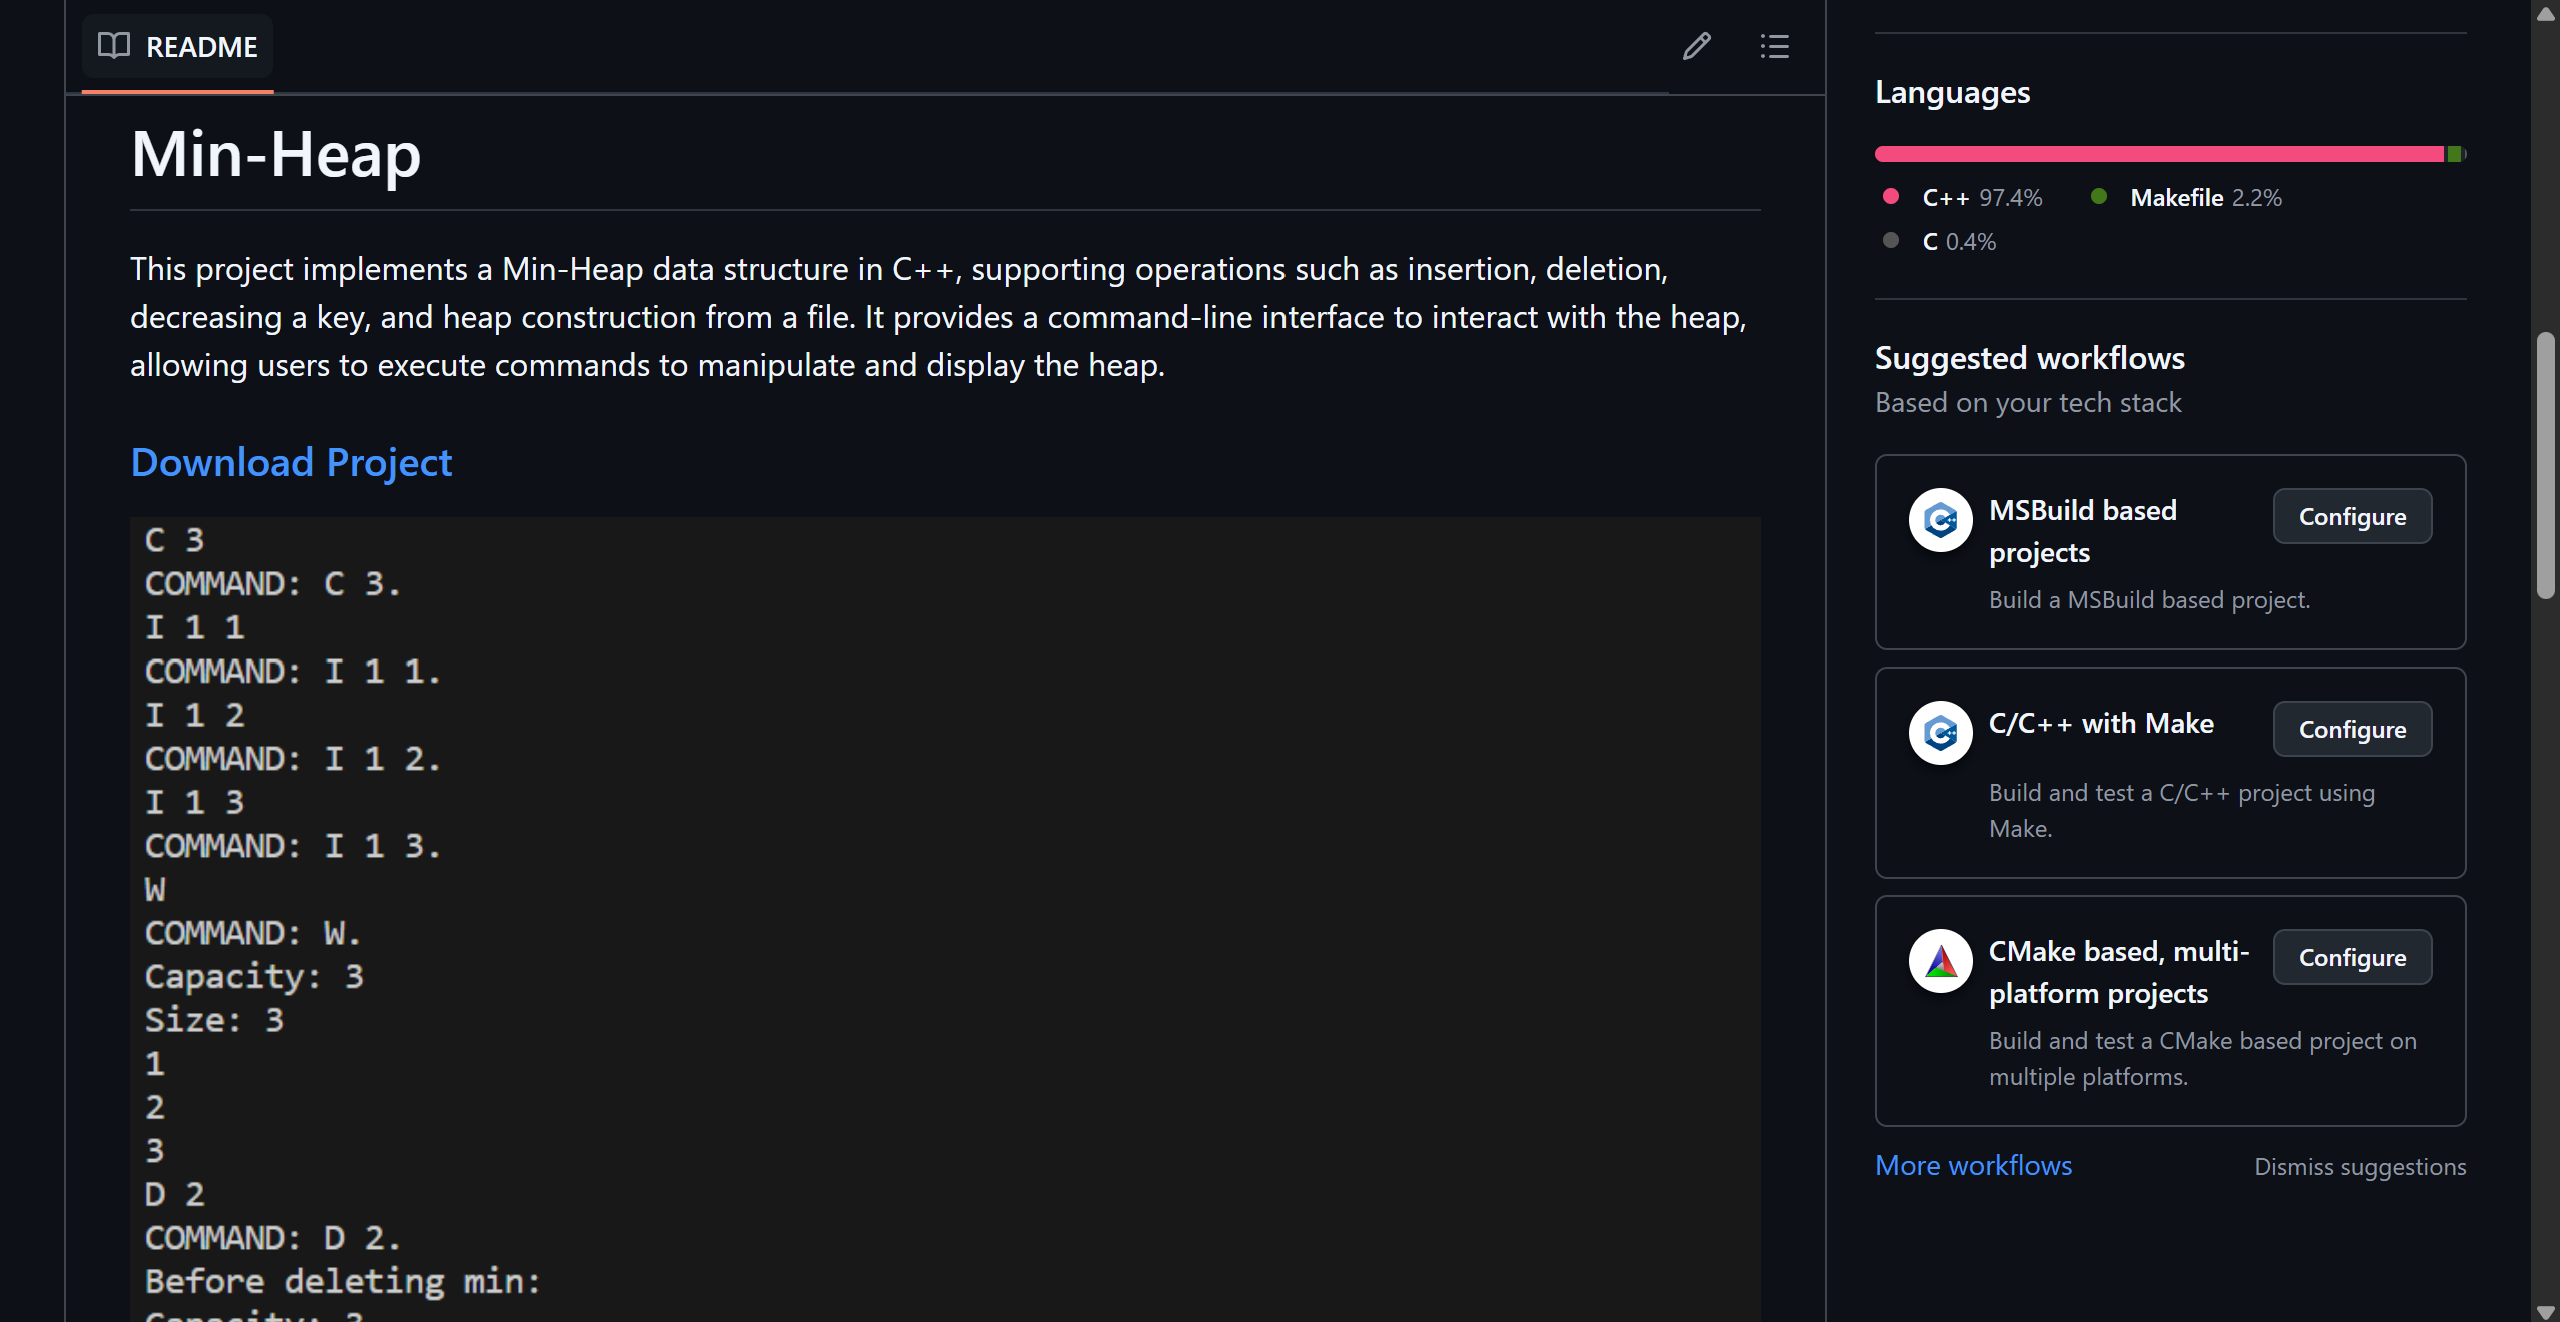 README
Min-Heap
This project implements a Min-Heap data structure in C++, supporting operations such as insertion, deletion,
decreasing a key, and heap construction from a file. It provides a command-line interface to interact with the heap,
allowing users to execute commands to manipulate and display the heap.
Download Project
C 3
COMMAND: C 3.
I 1 1
COMMAND: I 1 1.
I 1 2
COMMAND: I 1 2.
I 1 3
COMMAND: I 1 3.
W
COMMAND: W.
Capacity: 3
Size: 3
1
2
3
D 2
COMMAND: D 2.
Before deleting min:
Capacity: 3
Languages
C++ 97.4% Makefile 2.2%
C 0.4%
Suggested workflows
Based on your tech stack
MSBuild based
projects
Configure
Build a MSBuild based project.
C/C++ with Make
Configure
Build and test a C/C++ project using
Make.
CMake based, multi-
platform projects
Configure
Build and test a CMake based project on
multiple platforms.
More workflows
Dismiss suggestions